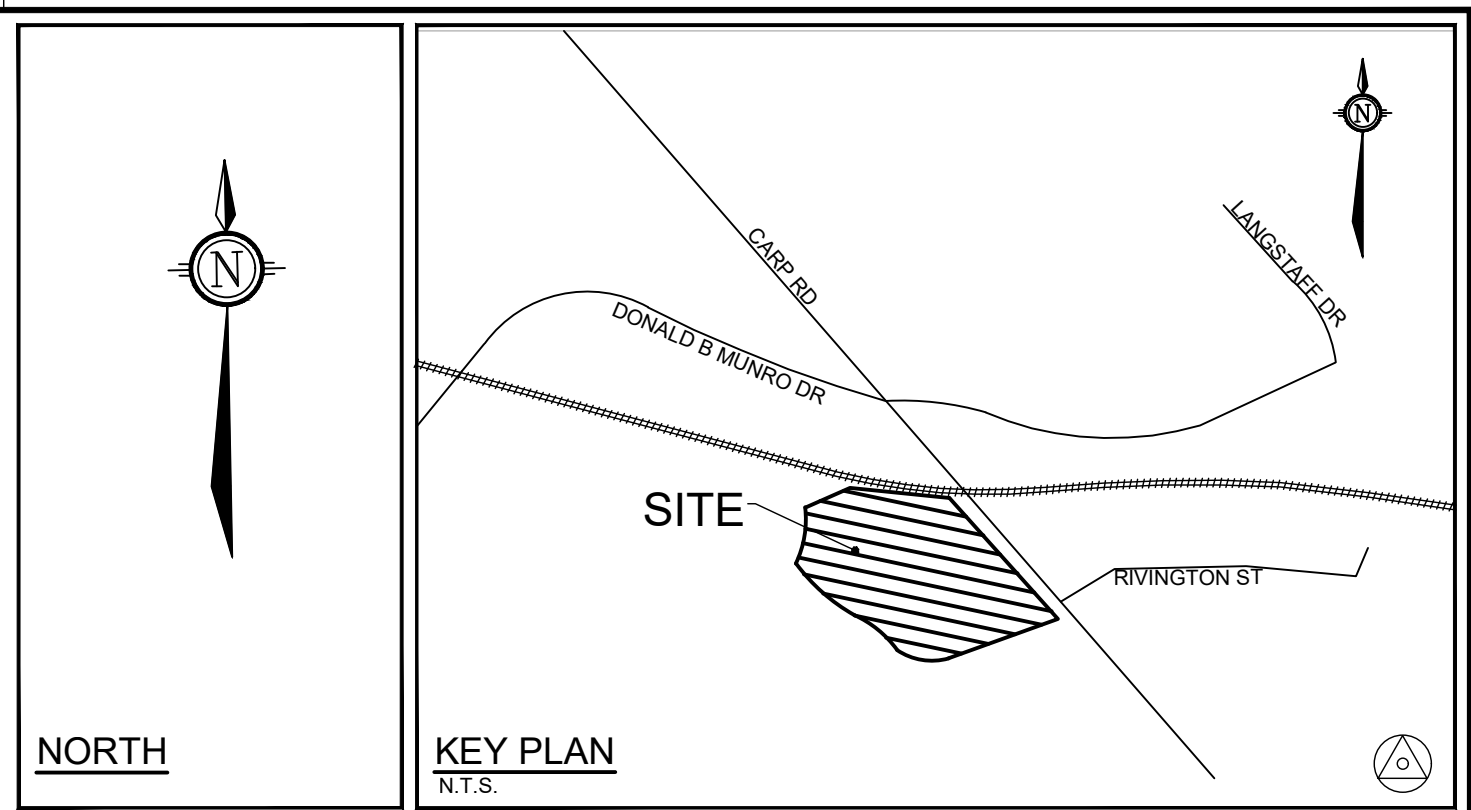 N
NORTH
N
CARP RD
LANGSTAFF DR
DONALD B MUNRO DR
SITE
RIVINGTON ST
KEY PLAN
N.T.S.